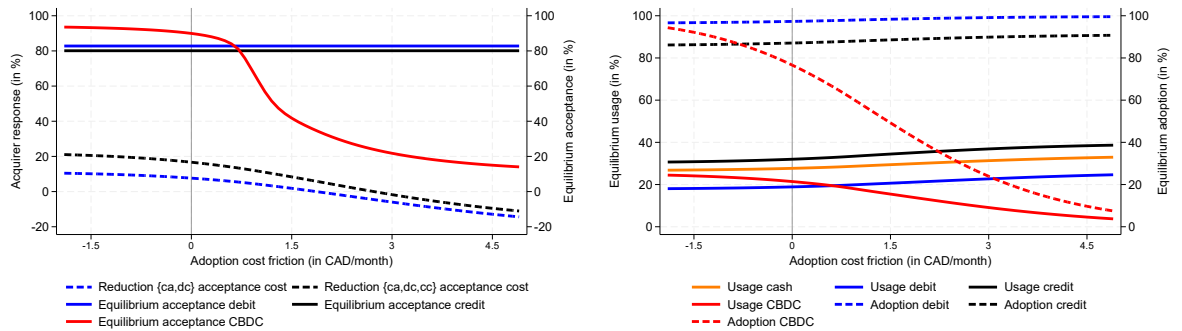 Acquirer response (in %)
100
80
60
40
20
0
-20
-1.5
0
1.5
3
4.5
Adoption cost friction (in CAD/month)
100
80
60
40
20
0
-20
Equilibrium acceptance (in %)
Reduction {ca,dc} acceptance cost
Reduction {ca,dc,cc} acceptance cost
Equilibrium acceptance debit
Equilibrium acceptance credit
Equilibrium acceptance CBDC
Equilibrium usage (in %)
100
80
60
40
20
0
-1.5
0
1.5
3
4.5
Adoption cost friction (in CAD/month)
100
80
60
40
20
0
Equilibrium adoption (in %)
Usage cash
Usage debit
Usage credit
Usage CBDC
Adoption debit
Adoption credit
Adoption CBDC